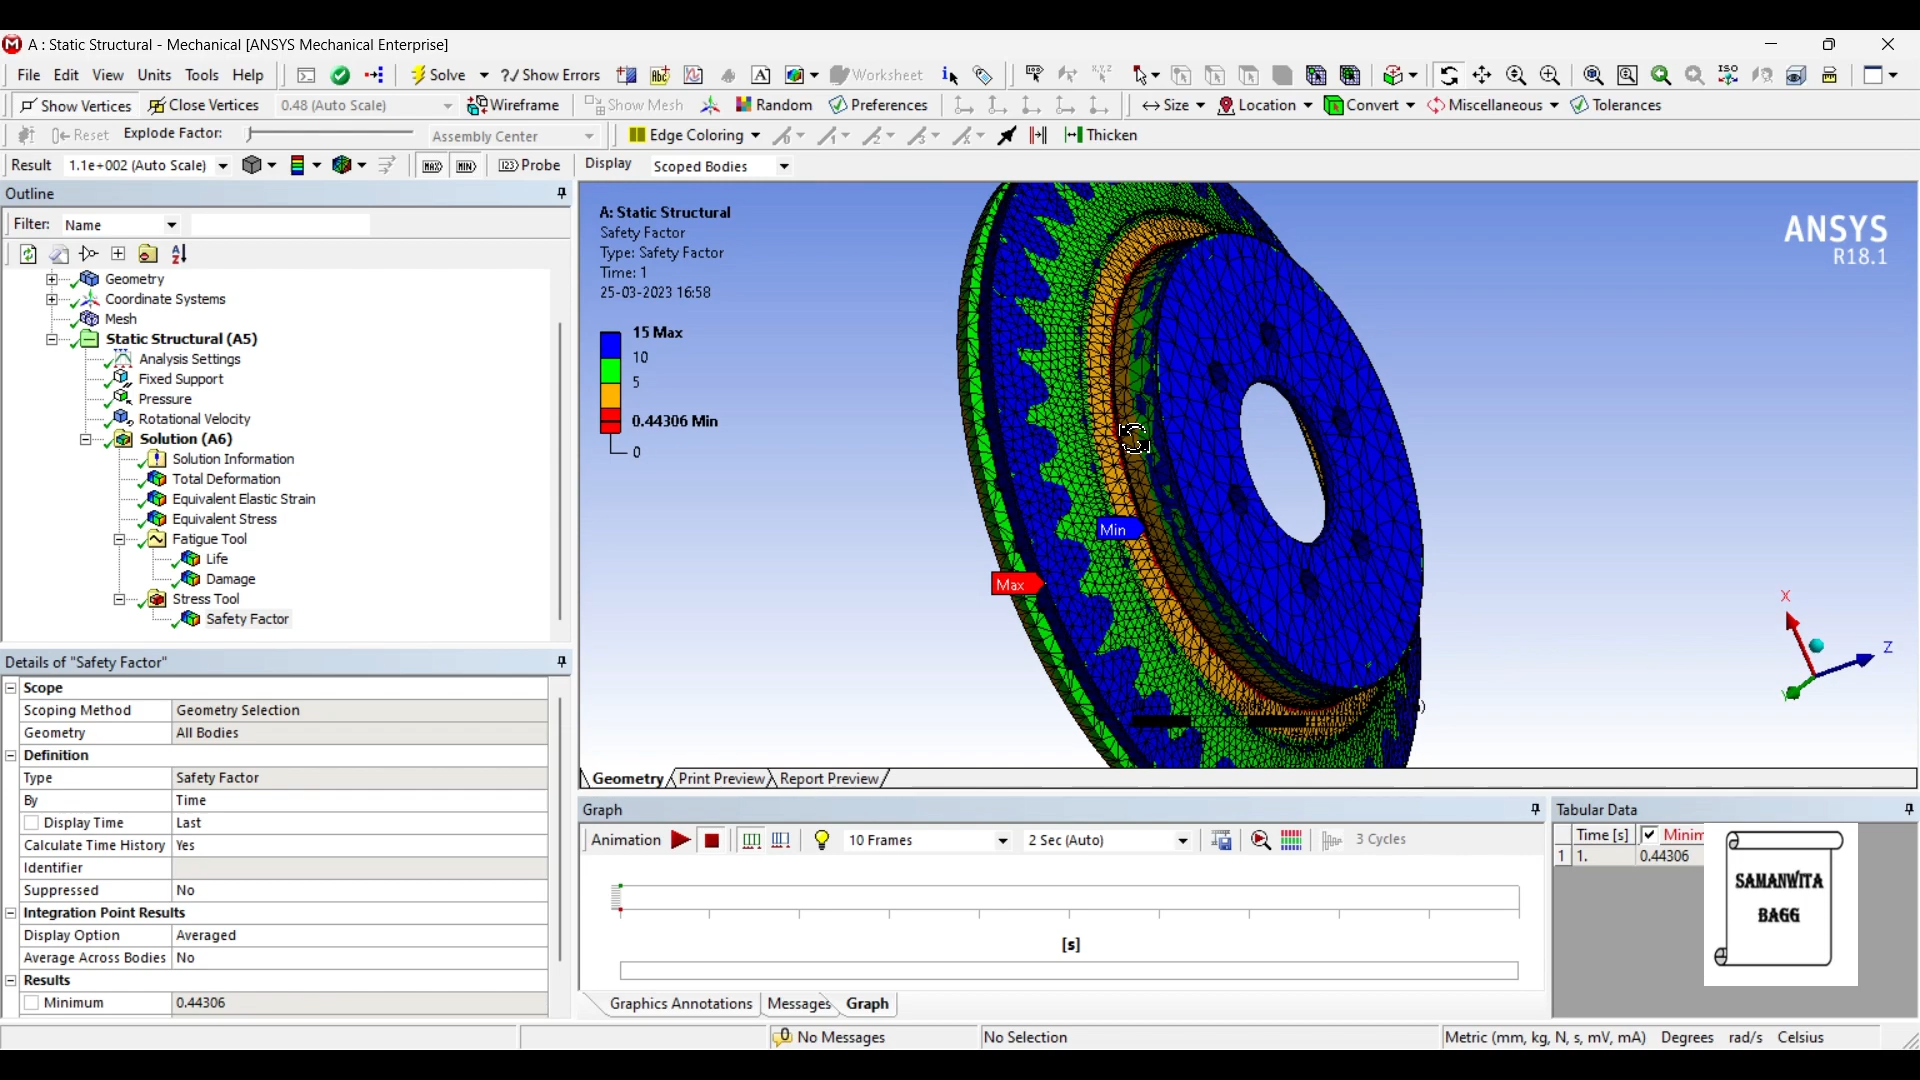 A : Static Structural - Mechanical [ANSYS Mechanical Enterprise]
File Edit View Units Tools Help Solve ?/ Show Errors Worksheet
Show Vertices Close Vertices 0.48 (Auto Scale) Wireframe Show Mesh Random Preferences Size Location Convert Miscellaneous Tolerances
Reset Explode Factor: Assembly Center Edge Coloring Thicken
Result 1.1e+002 (Auto Scale) MAX MIN Probe Display Scoped Bodies
Outline
Filter: Name
Geometry
Coordinate Systems
Mesh
Static Structural (A5)
Analysis Settings
Fixed Support
Pressure
Rotational Velocity
Solution (A6)
Solution Information
Total Deformation
Equivalent Elastic Strain
Equivalent Stress
Fatigue Tool
Life
Damage
Stress Tool
Safety Factor
Details of "Safety Factor"
Scope
Scoping Method Geometry Selection
Geometry All Bodies
Definition
Type Safety Factor
By Time
Display Time Last
Calculate Time History Yes
Identifier
Suppressed No
Integration Point Results
Display Option Averaged
Average Across Bodies No
Results
Minimum 0.44306
A: Static Structural
Safety Factor
Type: Safety Factor
Time: 1
25-03-2023 16:58
15 Max
10
5
0.44306 Min
0
ANSYS
R18.1
Min
Max
X
Z
Y
Geometry Print Preview Report Preview
Graph
Animation 10 Frames 2 Sec (Auto) 3 Cycles
[s]
Graphics Annotations Messages Graph
Tabular Data
Time [s] Minim
1 1. 0.44306
SAMANWITA
BAGG
0 No Messages No Selection Metric (mm, kg, N, s, mV, mA) Degrees rad/s Celsius